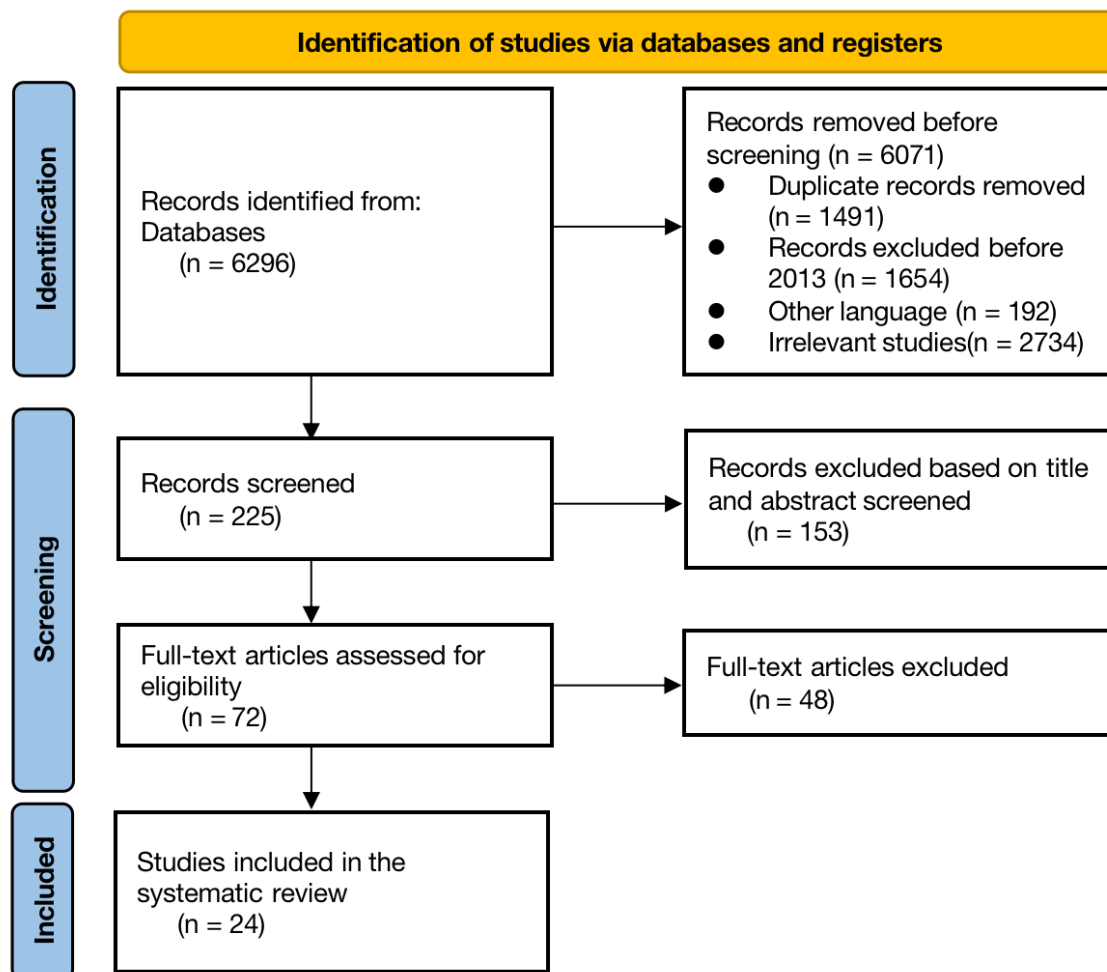 Identification of studies via databases and registers
Identification
Records identified from:
Databases
(n = 6296)
Records removed before
screening (n = 6071)
● Duplicate records removed
(n = 1491)
● Records excluded before
2013 (n = 1654)
● Other language (n = 192)
● Irrelevant studies(n = 2734)
Screening
Records screened
(n = 225)
Records excluded based on title
and abstract screened
(n = 153)
Full-text articles assessed for
eligibility
(n = 72)
Full-text articles excluded
(n = 48)
Included
Studies included in the
systematic review
(n = 24)